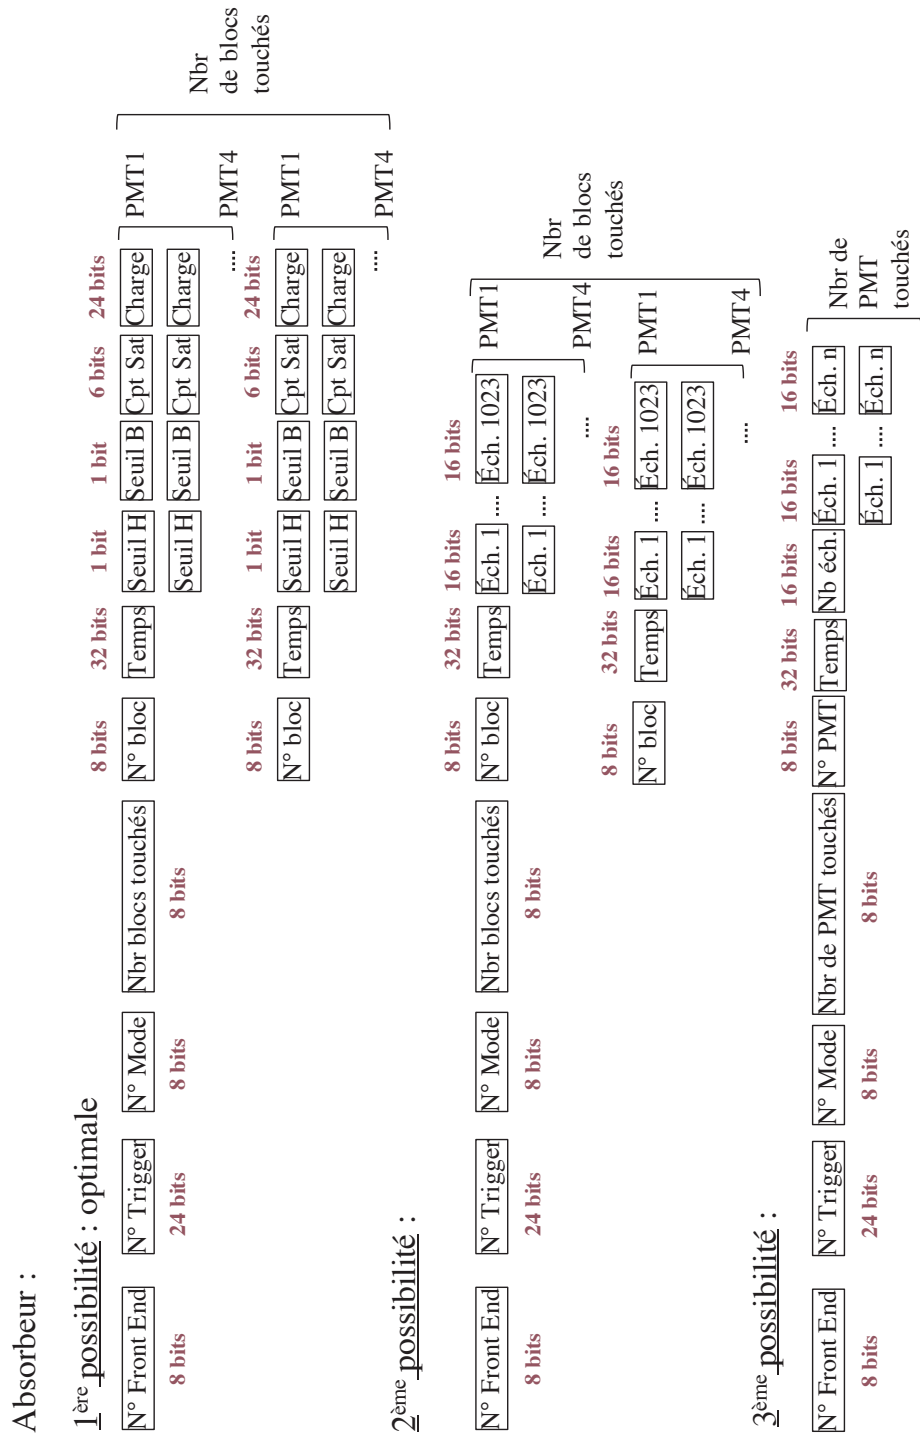 Absorbeur :
1ère possibilité : optimale
8 bits 32 bits 1 bit 1 bit 6 bits 24 bits
N° Front End N° Trigger N° Mode Nbr blocs touchés N° bloc Temps Seuil H Seuil B Cpt Sat Charge PMT1
8 bits 24 bits 8 bits 8 bits Seuil H Seuil B Cpt Sat Charge
.... PMT4
Nbr
de blocs
touchés
8 bits 32 bits 1 bit 1 bit 6 bits 24 bits
N° bloc Temps Seuil H Seuil B Cpt Sat Charge PMT1
Seuil H Seuil B Cpt Sat Charge
.... PMT4
2ème possibilité :
8 bits 32 bits 16 bits 16 bits
N° Front End N° Trigger N° Mode Nbr blocs touchés N° bloc Temps Éch. 1 .... Éch. 1023 PMT1
8 bits 24 bits 8 bits 8 bits Éch. 1 .... Éch. 1023
.... PMT4
Nbr
de blocs
touchés
8 bits 32 bits 16 bits 16 bits
N° bloc Temps Éch. 1 .... Éch. 1023 PMT1
Éch. 1 .... Éch. 1023
.... PMT4
3ème possibilité :
8 bits 32 bits 16 bits 16 bits 16 bits
N° Front End N° Trigger N° Mode Nbr de PMT touchés N° PMT Temps Nb éch. Éch. 1 .... Éch. n
8 bits 24 bits 8 bits 8 bits Éch. 1 .... Éch. n
Nbr de
PMT
touchés